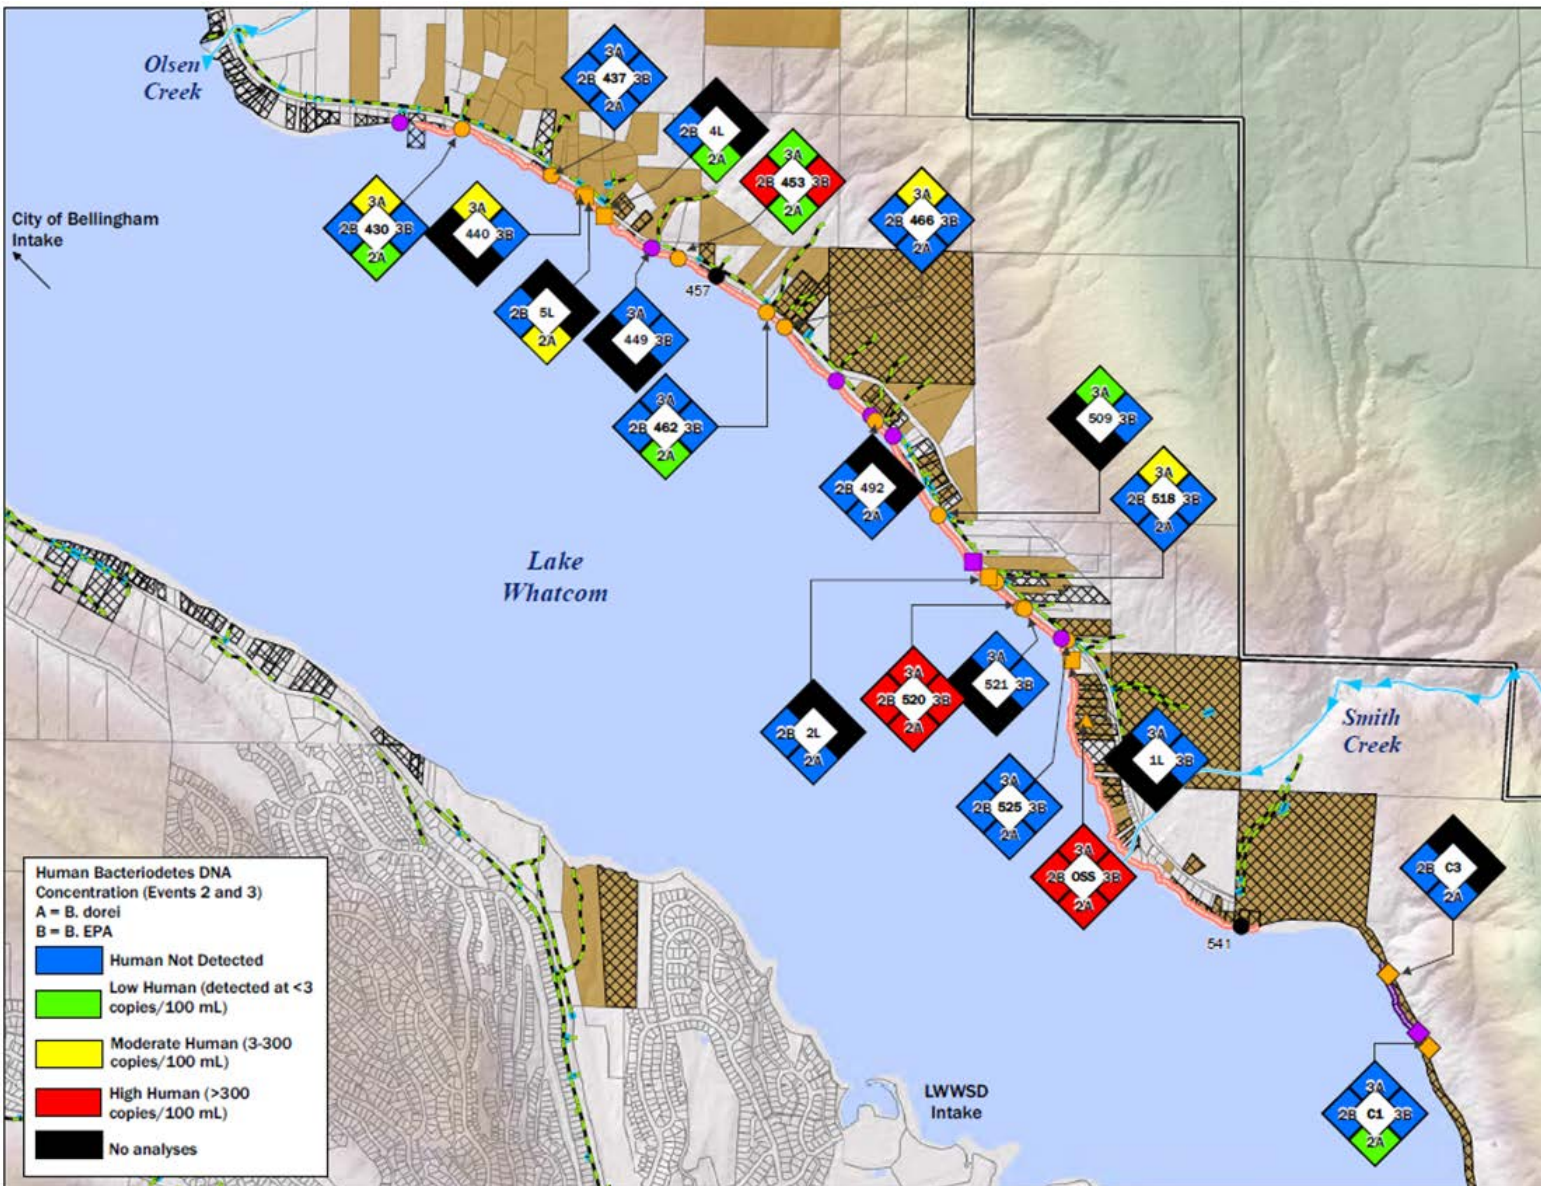 Olsen
Creek
City of Bellingham
Intake
3A
2B 437 3B
2A
2B 4L
2A
3A
2B 453 3B
2A
3A
2B 466 3B
2A
3A
2B 430 3B
2A
3A
440 3B
2B 5L
2A
3A
449 3B
457
3A
2B 462 3B
2A
2B 492
2A
3A
509 3B
3A
2B 518 3B
2A
Lake
Whatcom
2B 2L
2A
3A
2B 520 3B
2A
3A
521 3B
3A
2B 525 3B
2A
3A
1L 3B
Smith
Creek
3A
2B OSS 3B
2A
541
2B C3
2A
3A
2B C1 3B
2A
LWWSD
Intake
Human Bacteriodetes DNA
Concentration (Events 2 and 3)
A = B. dorei
B = B. EPA
Human Not Detected
Low Human (detected at <3
copies/100 mL)
Moderate Human (3-300
copies/100 mL)
High Human (>300
copies/100 mL)
No analyses